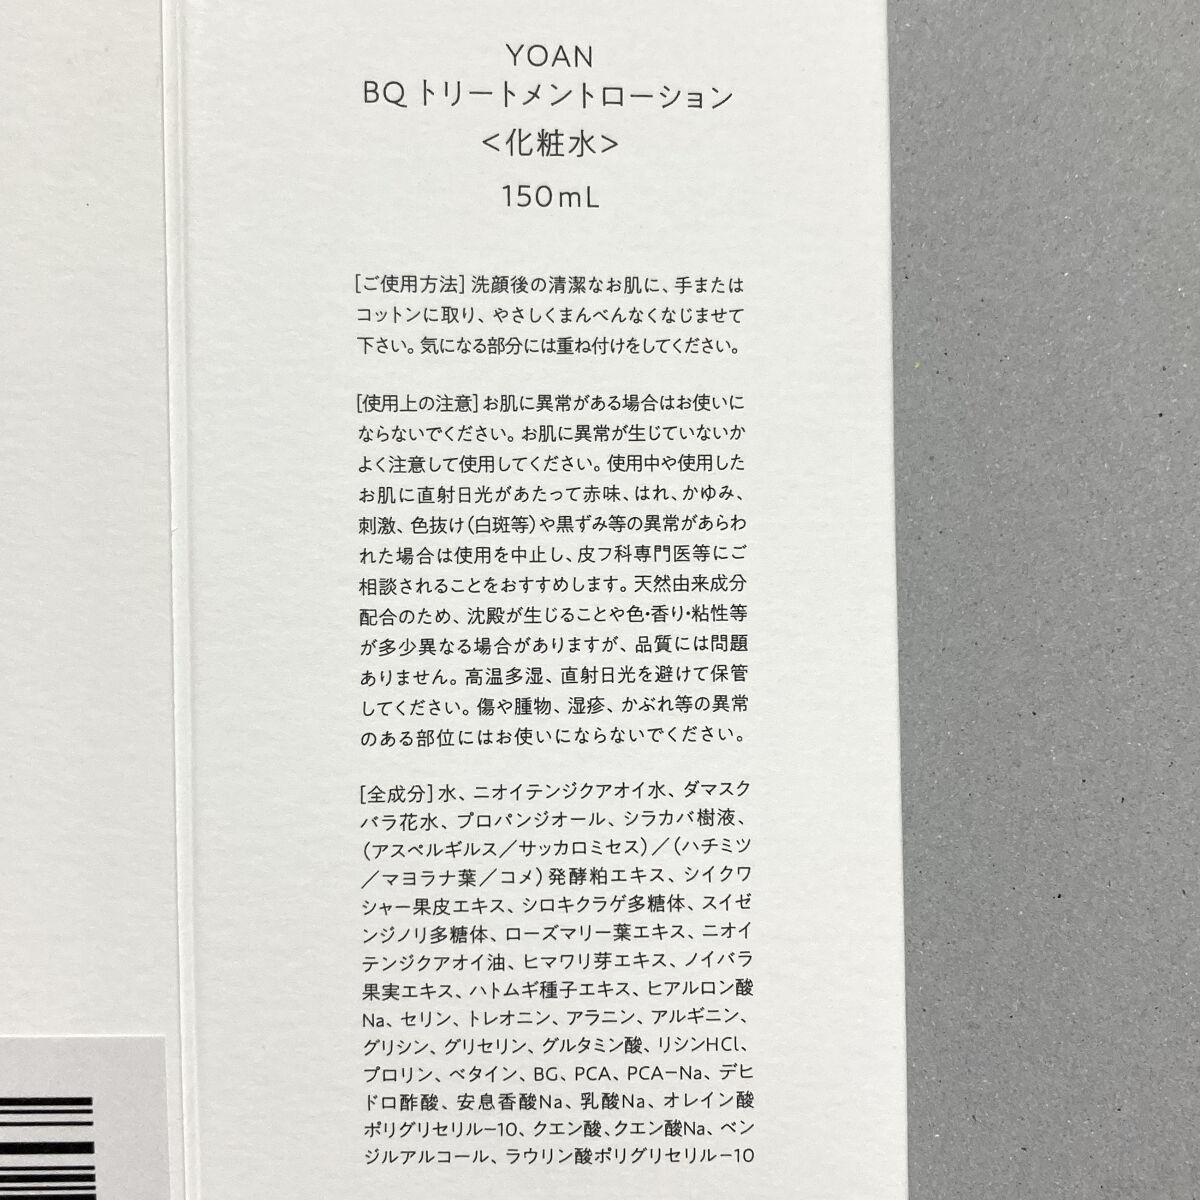 YOAN
BQ トリートメントローション
<化粧水>
150mL
[ご使用方法] 洗顔後の清潔なお肌に、手または
コットンに取り、やさしくまんべんなくなじませて
下さい。気になる部分には重ね付けをしてください。
[使用上の注意] お肌に異常がある場合はお使いに
ならないでください。お肌に異常が生じていないか
よく注意して使用してください。使用中や使用した
お肌に直射日光があたって赤味、はれ、かゆみ、
刺激、色抜け(白斑等)や黒ずみ等の異常があらわ
れた場合は使用を中止し、皮フ科専門医等にご
相談されることをおすすめします。天然由来成分
配合のため、沈殿が生じることや色・香り・粘性等
が多少異なる場合がありますが、品質には問題
ありません。高温多湿、直射日光を避けて保管
してください。傷や腫物、湿疹、かぶれ等の異常
のある部位にはお使いにならないでください。
[全成分] 水、ニオイテンジクアオイ水、ダマスク
バラ花水、プロパンジオール、シラカバ樹液、
(アスペルギルス/サッカロミセス)/(ハチミツ
/マヨラナ葉/コメ)発酵粕エキス、シイクワ
シャー果皮エキス、シロキクラゲ多糖体、スイゼ
ンジノリ多糖体、ローズマリー葉エキス、ニオイ
テンジクアオイ油、ヒマワリ芽エキス、ノイバラ
果実エキス、ハトムギ種子エキス、ヒアルロン酸
Na、セリン、トレオニン、アラニン、アルギニン、
グリシン、グリセリン、グルタミン酸、リシンHCl、
プロリン、ベタイン、BG、PCA、PCA-Na、デヒ
ドロ酢酸、安息香酸Na、乳酸Na、オレイン酸
ポリグリセリル-10、クエン酸、クエン酸Na、ベン
ジルアルコール、ラウリン酸ポリグリセリル-10